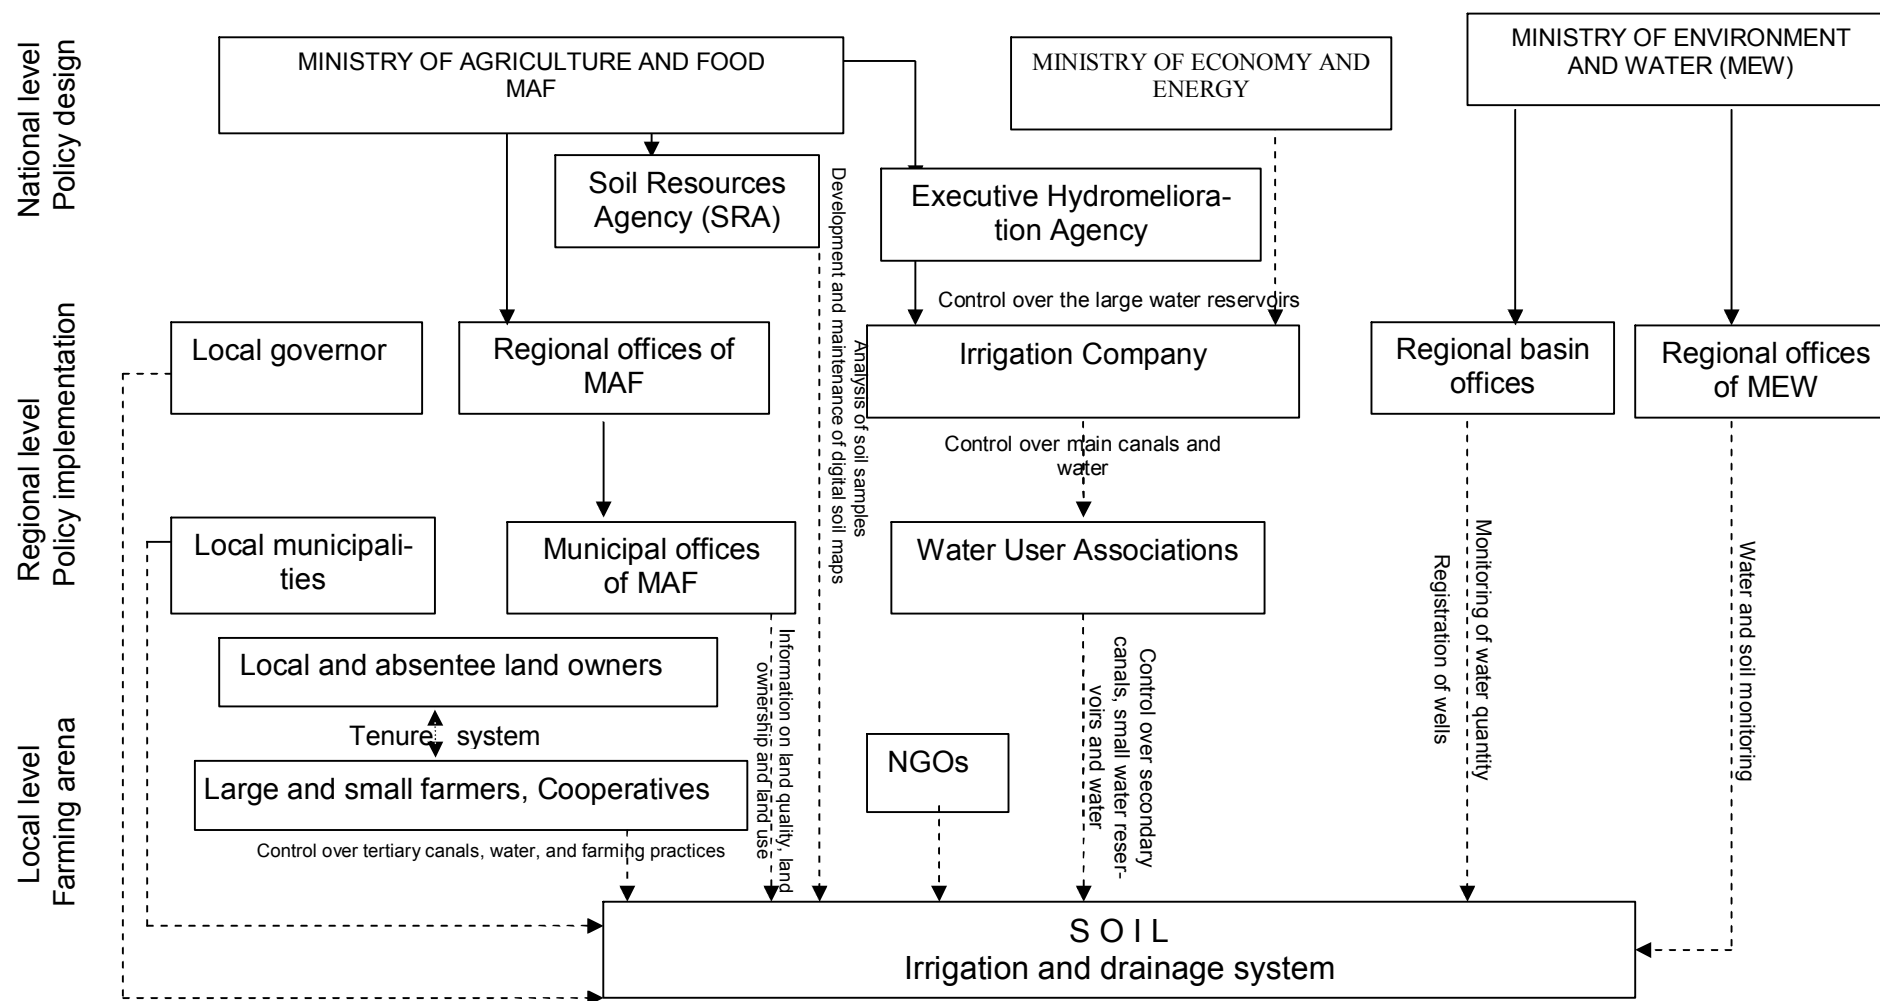 National level
Policy design
MINISTRY OF AGRICULTURE AND FOOD
MAF
MINISTRY OF ECONOMY AND
ENERGY
MINISTRY OF ENVIRONMENT
AND WATER (MEW)
Soil Resources
Agency (SRA)
Executive Hydromeliora-
tion Agency
Development and maintenance of digital soil maps
Analysis of soil samples
Control over the large water reservoirs
Regional level
Policy implementation
Local governor
Regional offices of
MAF
Irrigation Company
Regional basin
offices
Regional offices
of MEW
Control over main canals and
water
Local municipali-
ties
Municipal offices
of MAF
Water User Associations
Monitoring of water quantity
Registration of wells
Water and soil monitoring
Local level
Farming arena
Local and absentee land owners
Tenure system
Large and small farmers, Cooperatives
Control over tertiary canals, water, and farming practices
Information on land quality, land
ownership and land use
NGOs
Control over secondary
canals, small water reser-
voirs and water
S O I L
Irrigation and drainage system